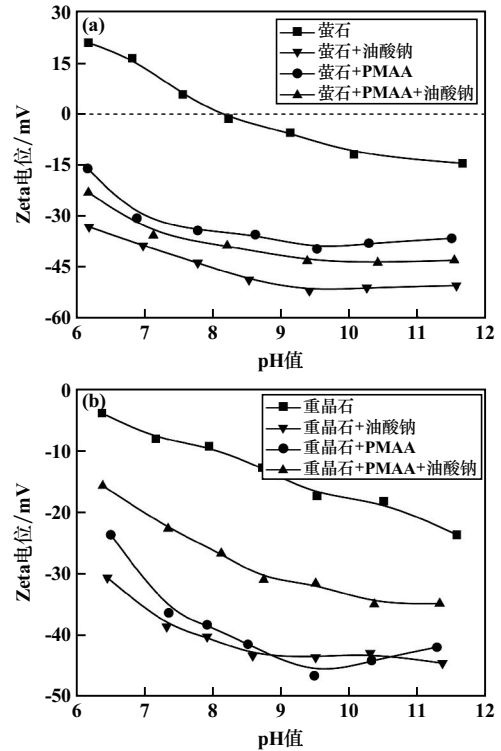 (a)
萤石
萤石+油酸钠
萤石+PMAA
萤石+PMAA+油酸钠
30
15
0
-15
-30
-45
-60
Zeta电位/mV
6 7 8 9 10 11 12
pH值
(b)
重晶石
重晶石+油酸钠
重晶石+PMAA
重晶石+PMAA+油酸钠
0
-10
-20
-30
-40
-50
Zeta电位/mV
6 7 8 9 10 11 12
pH值